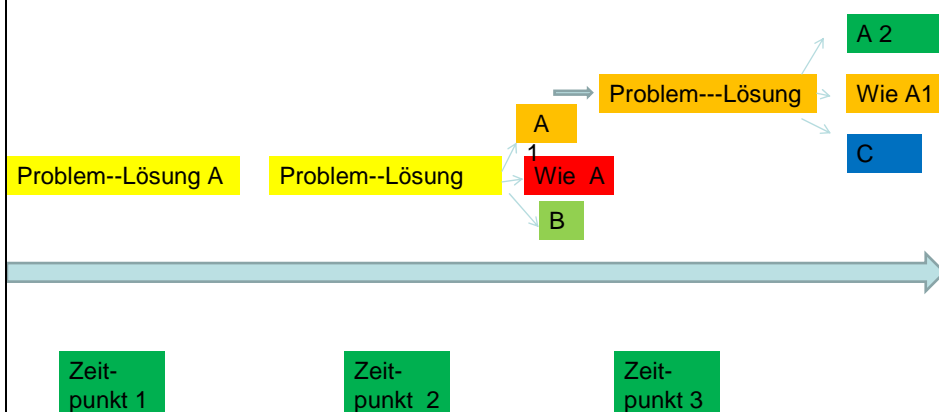 A 2
Problem---Lösung
Wie A1
A
1
C
Problem--Lösung A
Problem--Lösung
Wie  A
B
Zeit-
punkt 1
Zeit-
punkt  2
Zeit-
punkt 3